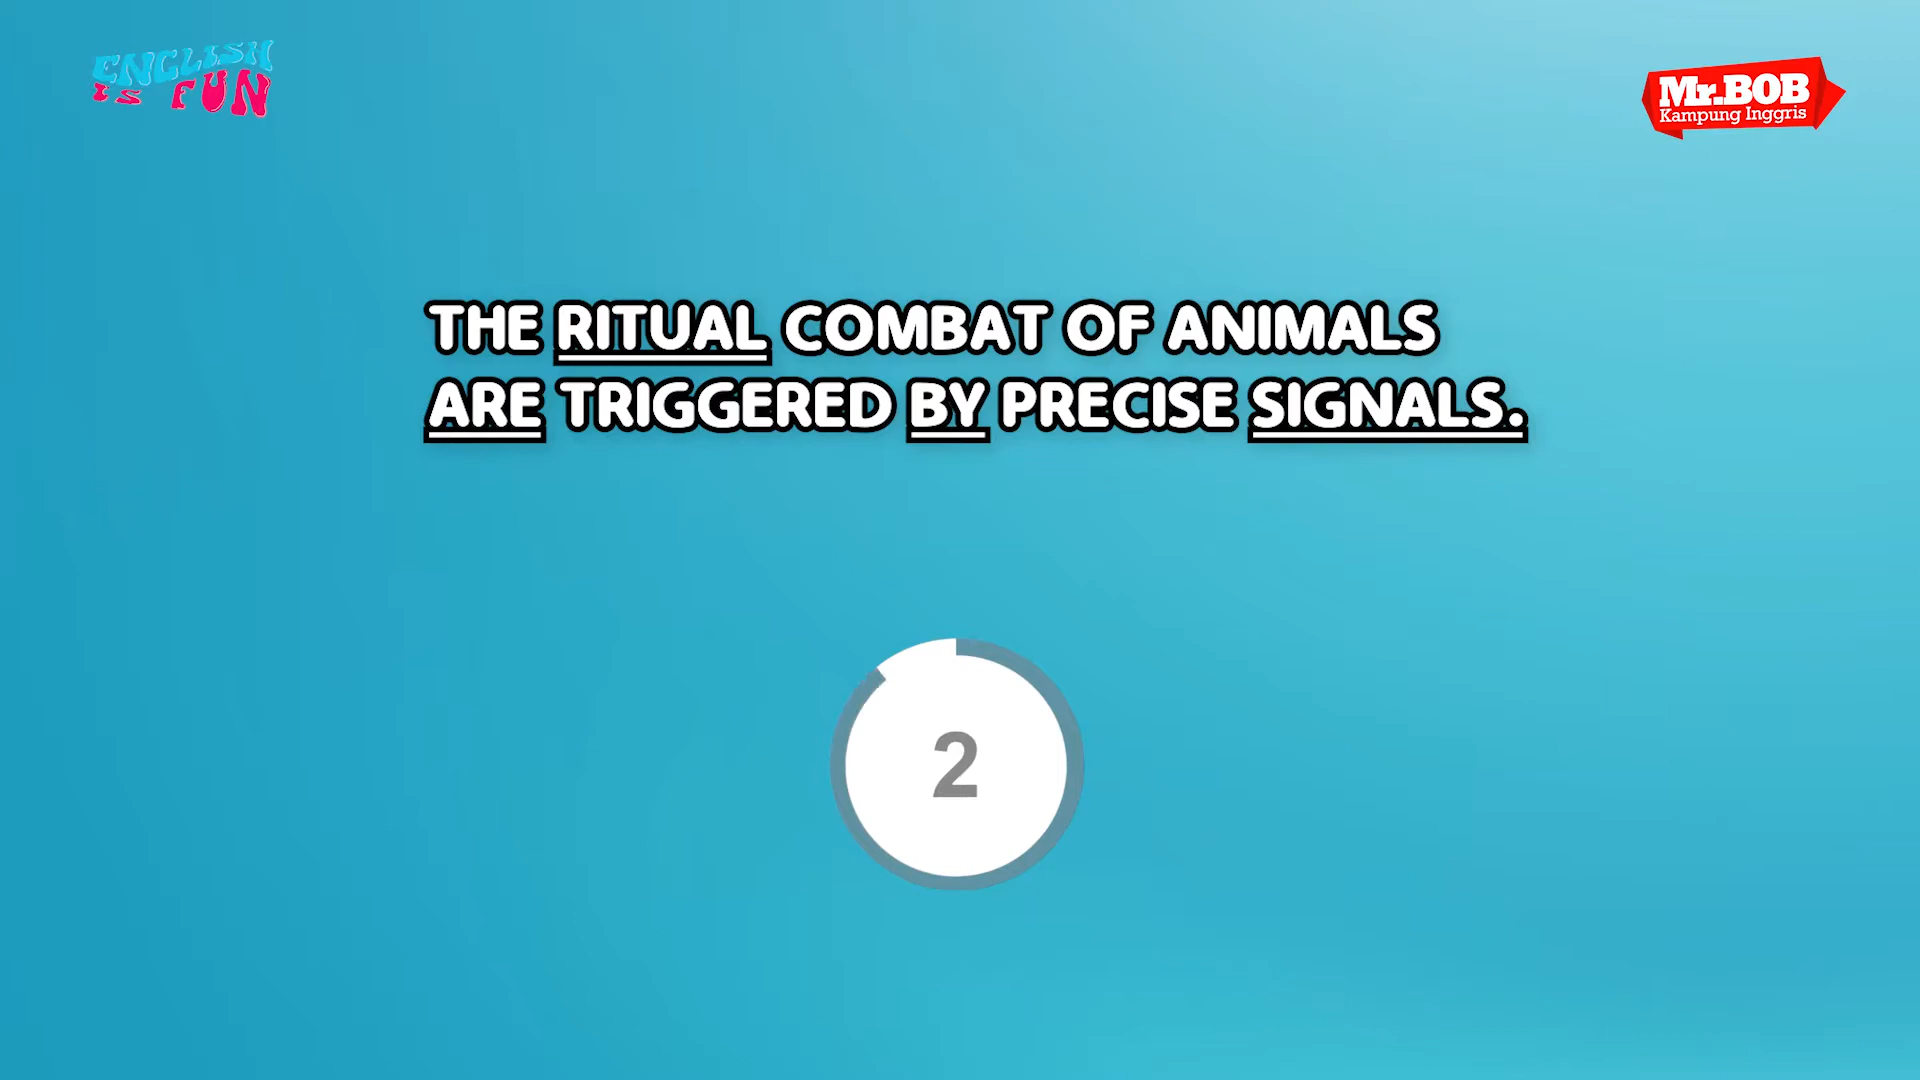 ENGLISH
IS FUN
Mr.BOB
Kampung Inggris
THE RITUAL COMBAT OF ANIMALS
ARE TRIGGERED BY PRECISE SIGNALS.
2